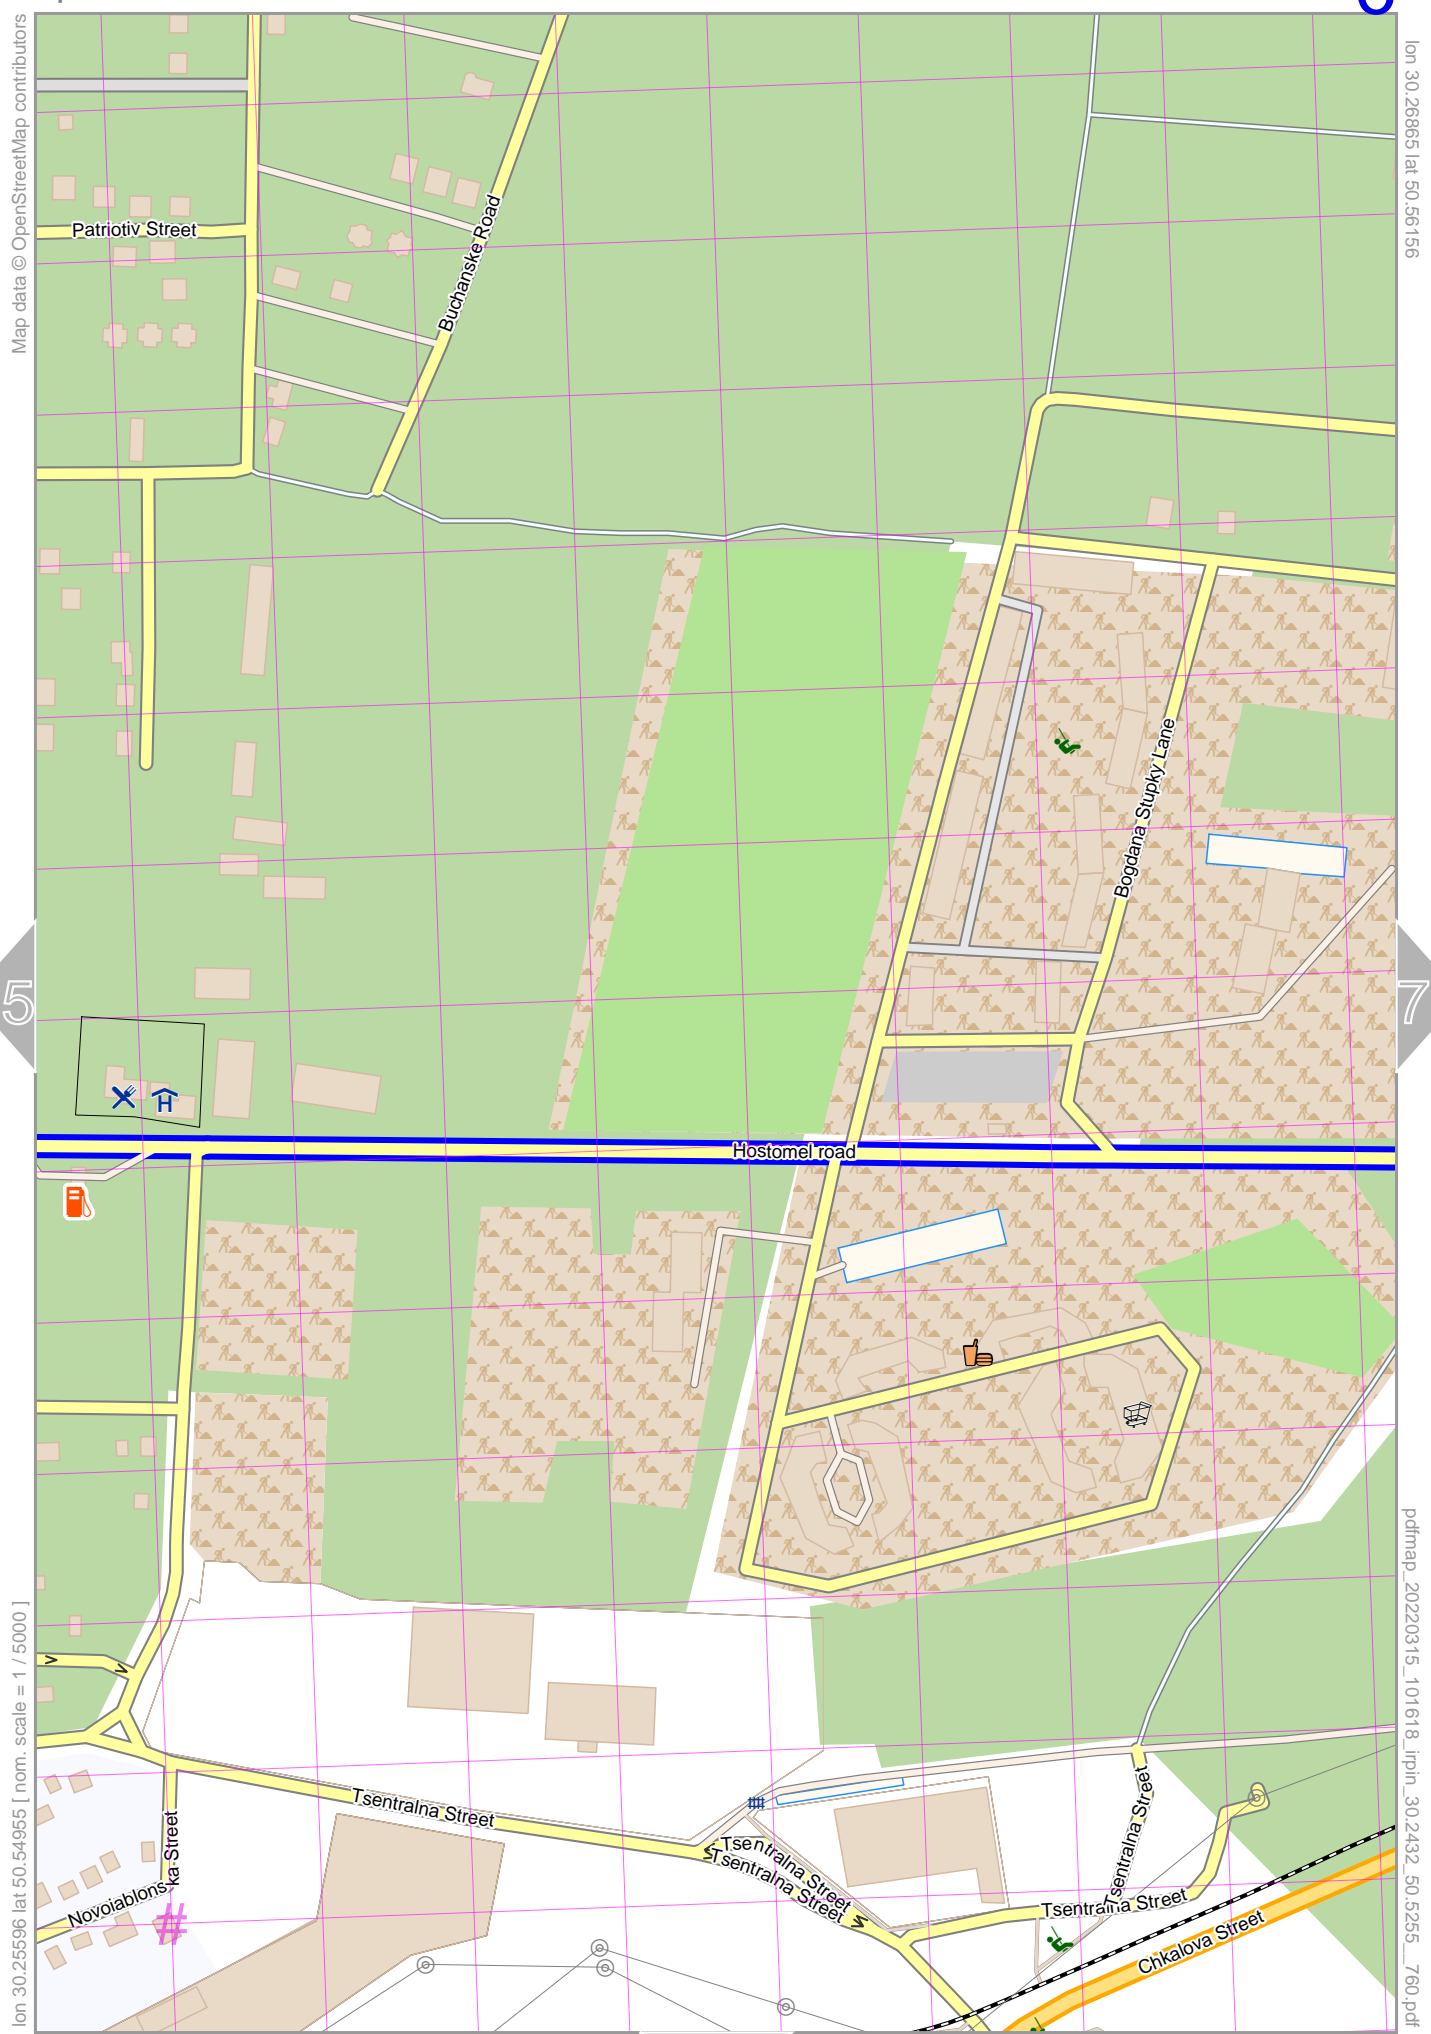 Map data © OpenStreetMap contributors
lon 30.26865 lat 50.56156
Patriotiv Street
Buchanske Road
Bogdana Stupky Lane
5
7
H
Hostomel road
Tsentralna Street
Tsentralna Street
Tsentralna Street
Tsentralna Street
Tsentralna Street
ka Street
Novoiablons
#
Chkalova Street
lon 30.25596 lat 50.54955 [ nom. scale = 1 / 5000 ]
pdfmap_20220315_101618_irpin_30.2432_50.5255__760.pdf